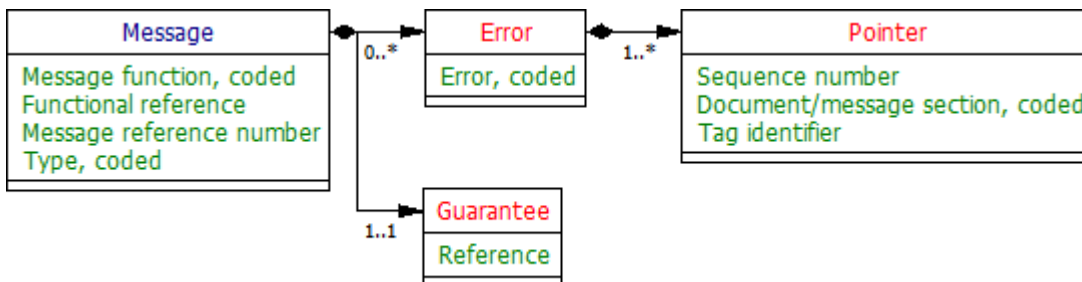 Message
Message function, coded
Functional reference
Message reference number
Type, coded
0..*
Error
Error, coded
1..*
Pointer
Sequence number
Document/message section, coded
Tag identifier
1..1
Guarantee
Reference